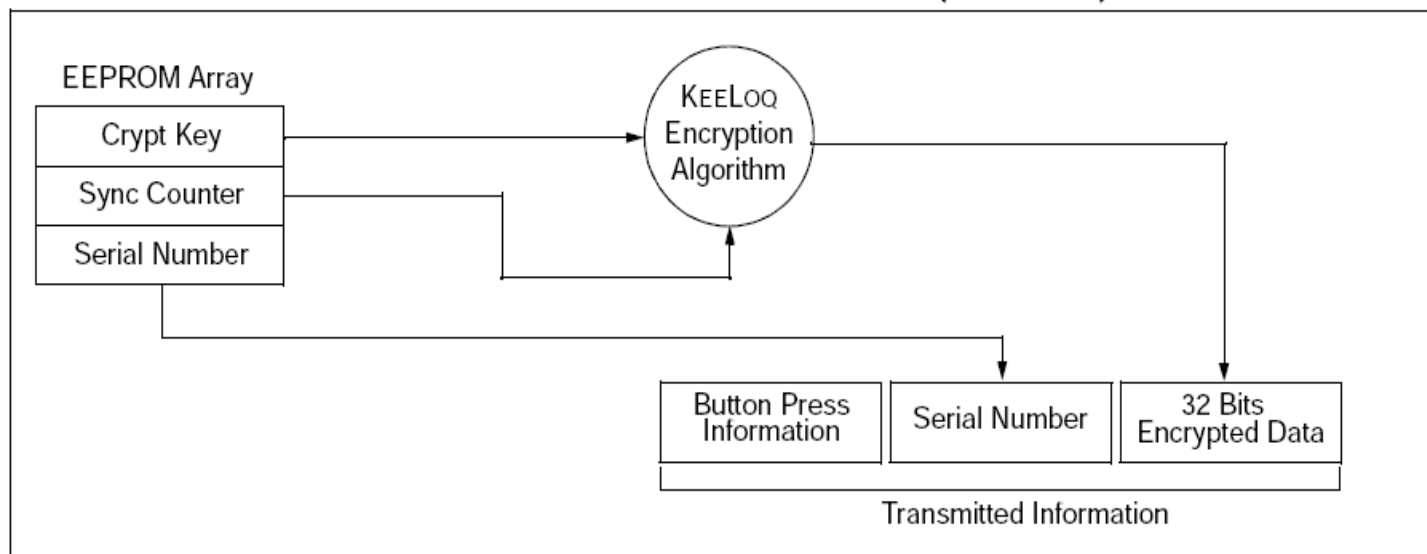 EEPROM Array
Crypt Key
Sync Counter
Serial Number
KEELOQ
Encryption
Algorithm
Button Press
Information
Serial Number
32 Bits
Encrypted Data
Transmitted Information